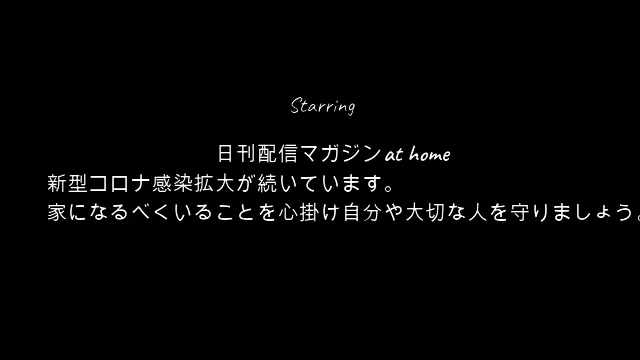 Starring
日刊配信マガジンat home
新型コロナ感染拡大が続いています。
家になるべくいることを心掛け自分や大切な人を守りましょう。